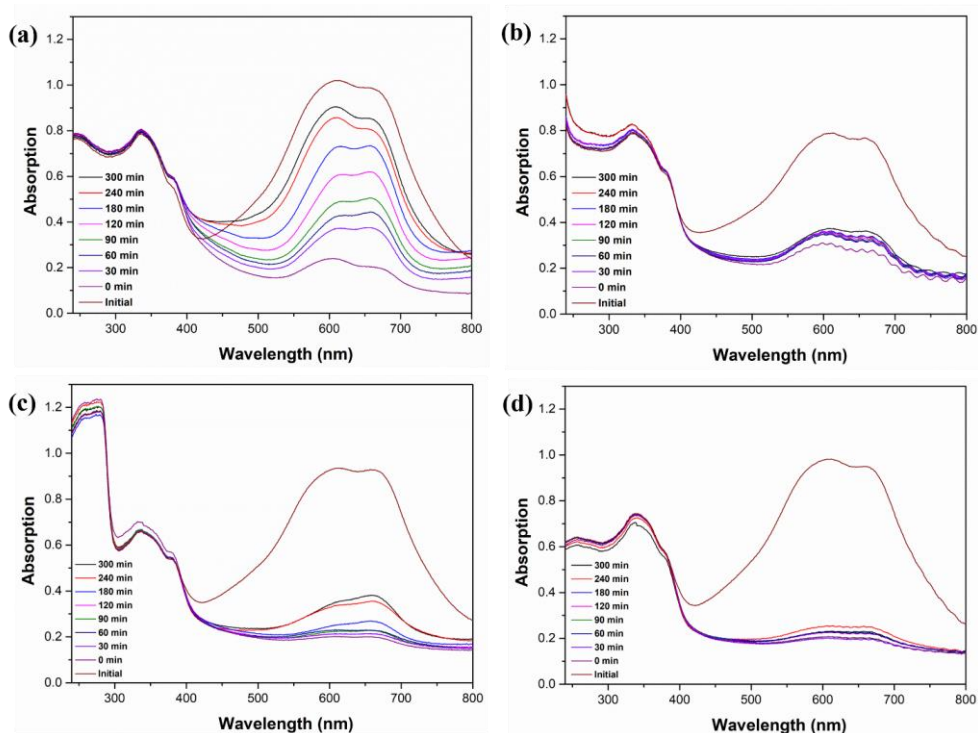 (a)
Absorption
1.2
1.0
0.8
0.6
0.4
0.2
0.0
300 min
240 min
180 min
120 min
90 min
60 min
30 min
0 min
Initial
300 400 500 600 700 800
Wavelength (nm)
(b)
Absorption
1.2
1.0
0.8
0.6
0.4
0.2
0.0
300 min
240 min
180 min
120 min
90 min
60 min
30 min
0 min
Initial
300 400 500 600 700 800
Wavelength (nm)
(c)
Absorption
1.2
1.0
0.8
0.6
0.4
0.2
0.0
300 min
240 min
180 min
120 min
90 min
60 min
30 min
0 min
Initial
300 400 500 600 700 800
Wavelength (nm)
(d)
Absorption
1.2
1.0
0.8
0.6
0.4
0.2
0.0
300 min
240 min
180 min
120 min
90 min
60 min
30 min
0 min
Initial
300 400 500 600 700 800
Wavelength (nm)